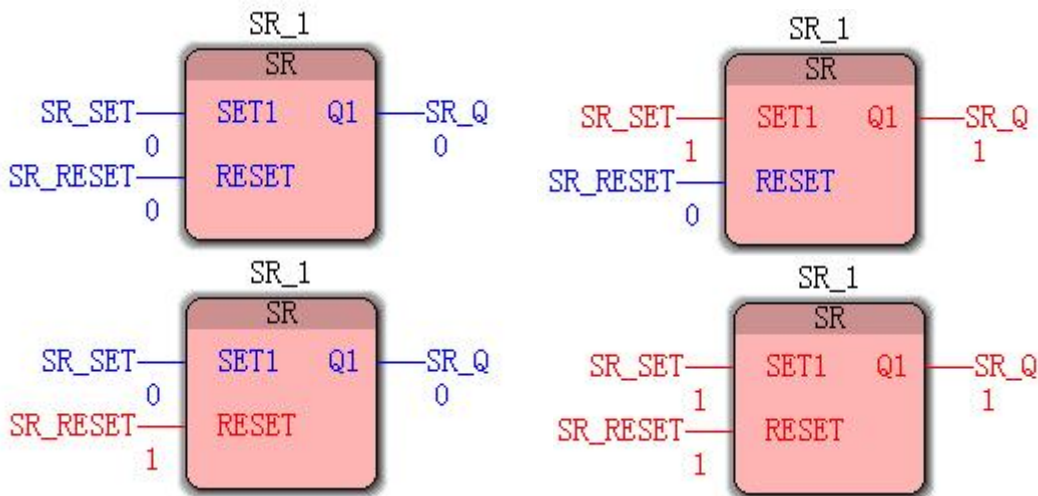 SR_1
SR
SR_SET SET1 Q1 SR_Q
0 0
SR_RESET RESET
0
SR_1
SR
SR_SET SET1 Q1 SR_Q
1 1
SR_RESET RESET
0
SR_1
SR
SR_SET SET1 Q1 SR_Q
0 0
SR_RESET RESET
1
SR_1
SR
SR_SET SET1 Q1 SR_Q
1 1
SR_RESET RESET
1